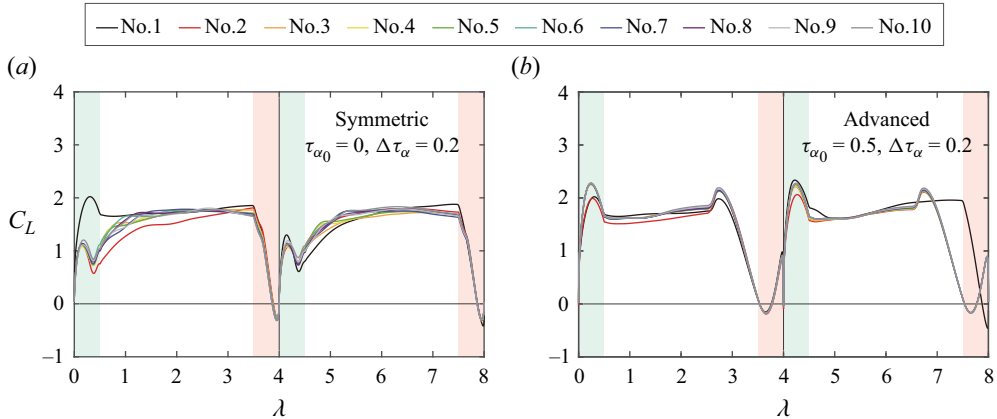 No.1 No.2 No.3 No.4 No.5 No.6 No.7 No.8 No.9 No.10
(a) (b)
4 4
Symmetric Advanced
τα0 = 0, Δτα = 0.2 τα0 = 0.5, Δτα = 0.2
3 3
2 2
CL
1 1
0 0
–1 –1
0 1 2 3 4 5 6 7 8 0 1 2 3 4 5 6 7 8
λ λ